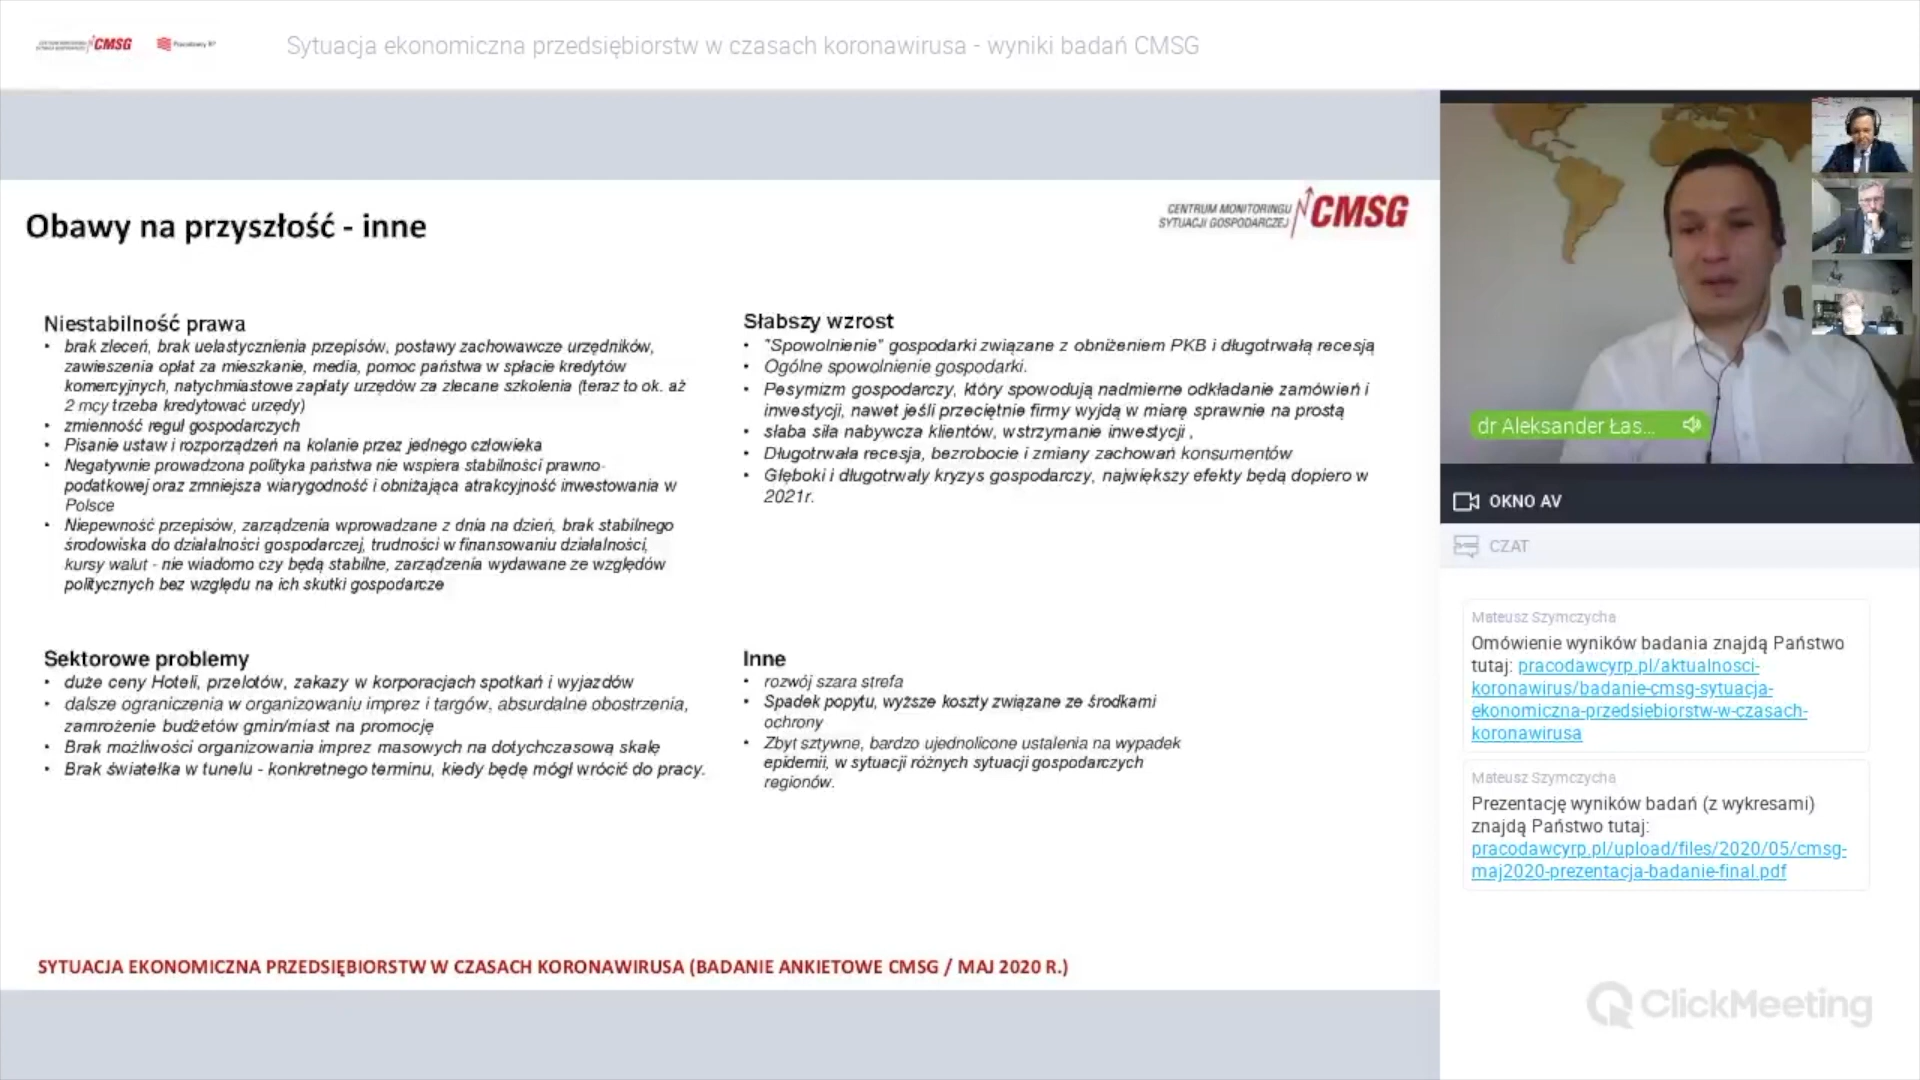 CENTRUM MONITORINGU
SYTUACJI GOSPODARCZEJ
CMSG
Pracodawcy RP
Sytuacja ekonomiczna przedsiębiorstw w czasach koronawirusa - wyniki badań CMSG
Obawy na przyszłość - inne
CENTRUM MONITORINGU
SYTUACJI GOSPODARCZEJ
CMSG
Niestabilność prawa
• brak zleceń, brak uelastycznienia przepisów, postawy zachowawcze urzędników,
zawieszenia opłat za mieszkanie, media, pomoc państwa w spłacie kredytów
komercyjnych, natychmiastowe zapłaty urzędów za zlecane szkolenia (teraz to ok. aż
2 mcy trzeba kredytować urzędy)
• zmienność reguł gospodarczych
• Pisanie ustaw i rozporządzeń na kolanie przez jednego człowieka
• Negatywnie prowadzona polityka państwa nie wspiera stabilności prawno-
podatkowej oraz zmniejsza wiarygodność i obniżająca atrakcyjność inwestowania w
Polsce
• Niepewność przepisów, zarządzenia wprowadzane z dnia na dzień, brak stabilnego
środowiska do działalności gospodarczej, trudności w finansowaniu działalności,
kursy walut - nie wiadomo czy będą stabilne, zarządzenia wydawane ze względów
politycznych bez względu na ich skutki gospodarcze
Słabszy wzrost
• "Spowolnienie" gospodarki związane z obniżeniem PKB i długotrwałą recesją
• Ogólne spowolnienie gospodarki.
• Pesymizm gospodarczy, który spowodują nadmierne odkładanie zamówień i
inwestycji, nawet jeśli przeciętnie firmy wyjdą w miarę sprawnie na prostą
• słaba siła nabywcza klientów, wstrzymanie inwestycji ,
• Długotrwała recesja, bezrobocie i zmiany zachowań konsumentów
• Głęboki i długotrwały kryzys gospodarczy, największy efekty będą dopiero w
2021r.
Sektorowe problemy
• duże ceny Hoteli, przelotów, zakazy w korporacjach spotkań i wyjazdów
• dalsze ograniczenia w organizowaniu imprez i targów, absurdalne obostrzenia,
zamrożenie budżetów gmin/miast na promocję
• Brak możliwości organizowania imprez masowych na dotychczasową skalę
• Brak światełka w tunelu - konkretnego terminu, kiedy będę mógł wrócić do pracy.
Inne
• rozwój szara strefa
• Spadek popytu, wyższe koszty związane ze środkami
ochrony
• Zbyt sztywne, bardzo ujednolicone ustalenia na wypadek
epidemii, w sytuacji różnych sytuacji gospodarczych
regionów.
SYTUACJA EKONOMICZNA PRZEDSIĘBIORSTW W CZASACH KORONAWIRUSA (BADANIE ANKIETOWE CMSG / MAJ 2020 R.)
dr Aleksander Łas...
OKNO AV
CZAT
Mateusz Szymczycha
Omówienie wyników badania znajdą Państwo
tutaj: pracodawcyrp.pl/aktualnosci-
koronawirus/badanie-cmsg-sytuacja-
ekonomiczna-przedsiebiorstw-w-czasach-
koronawirusa
Mateusz Szymczycha
Prezentację wyników badań (z wykresami)
znajdą Państwo tutaj:
pracodawcyrp.pl/upload/files/2020/05/cmsg-
maj2020-prezentacja-badanie-final.pdf
ClickMeeting